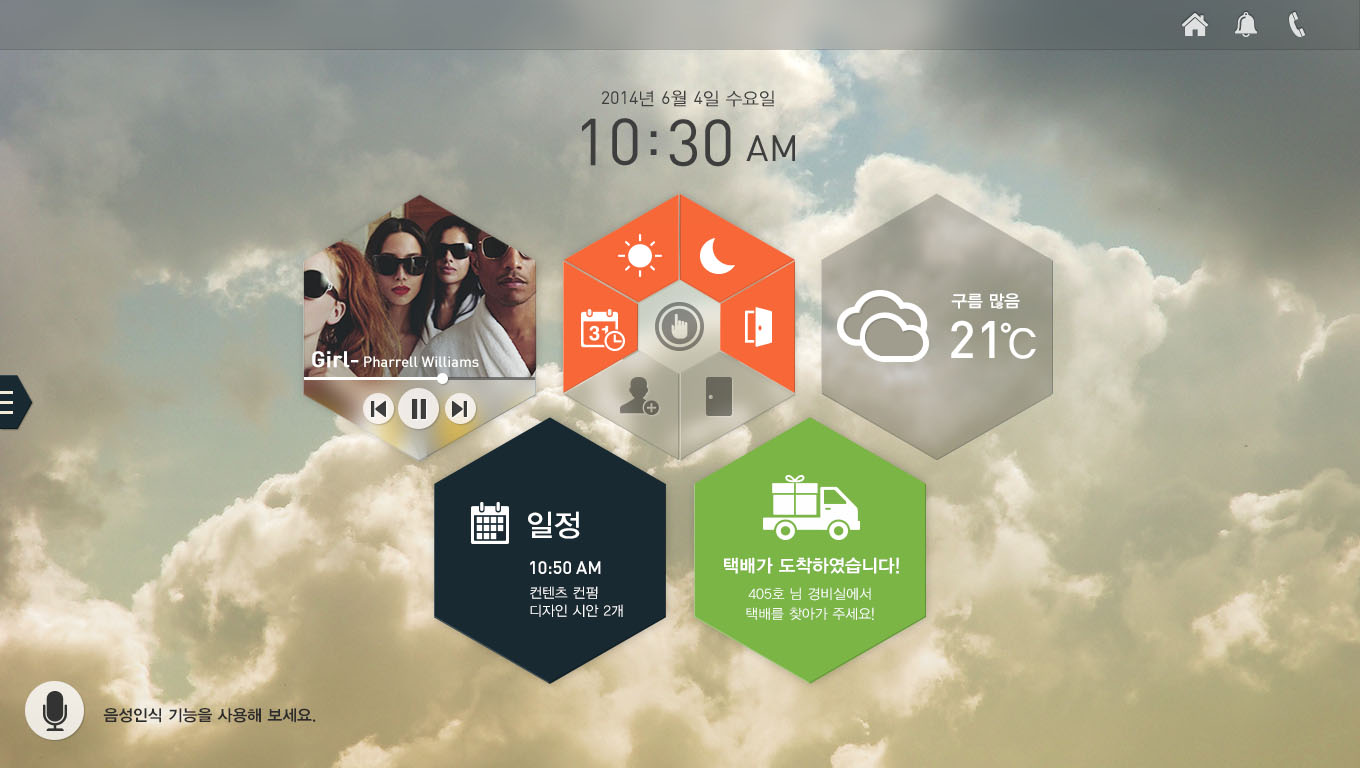 2014년 6월 4일 수요일
10:30 AM
Girl- Pharrell Williams
31
구름 많음
21℃
일정
10:50 AM
컨텐츠 컨펌
디자인 시안 2개
택배가 도착하였습니다!
405호 님 경비실에서
택배를 찾아가 주세요!
음성인식 기능을 사용해 보세요.